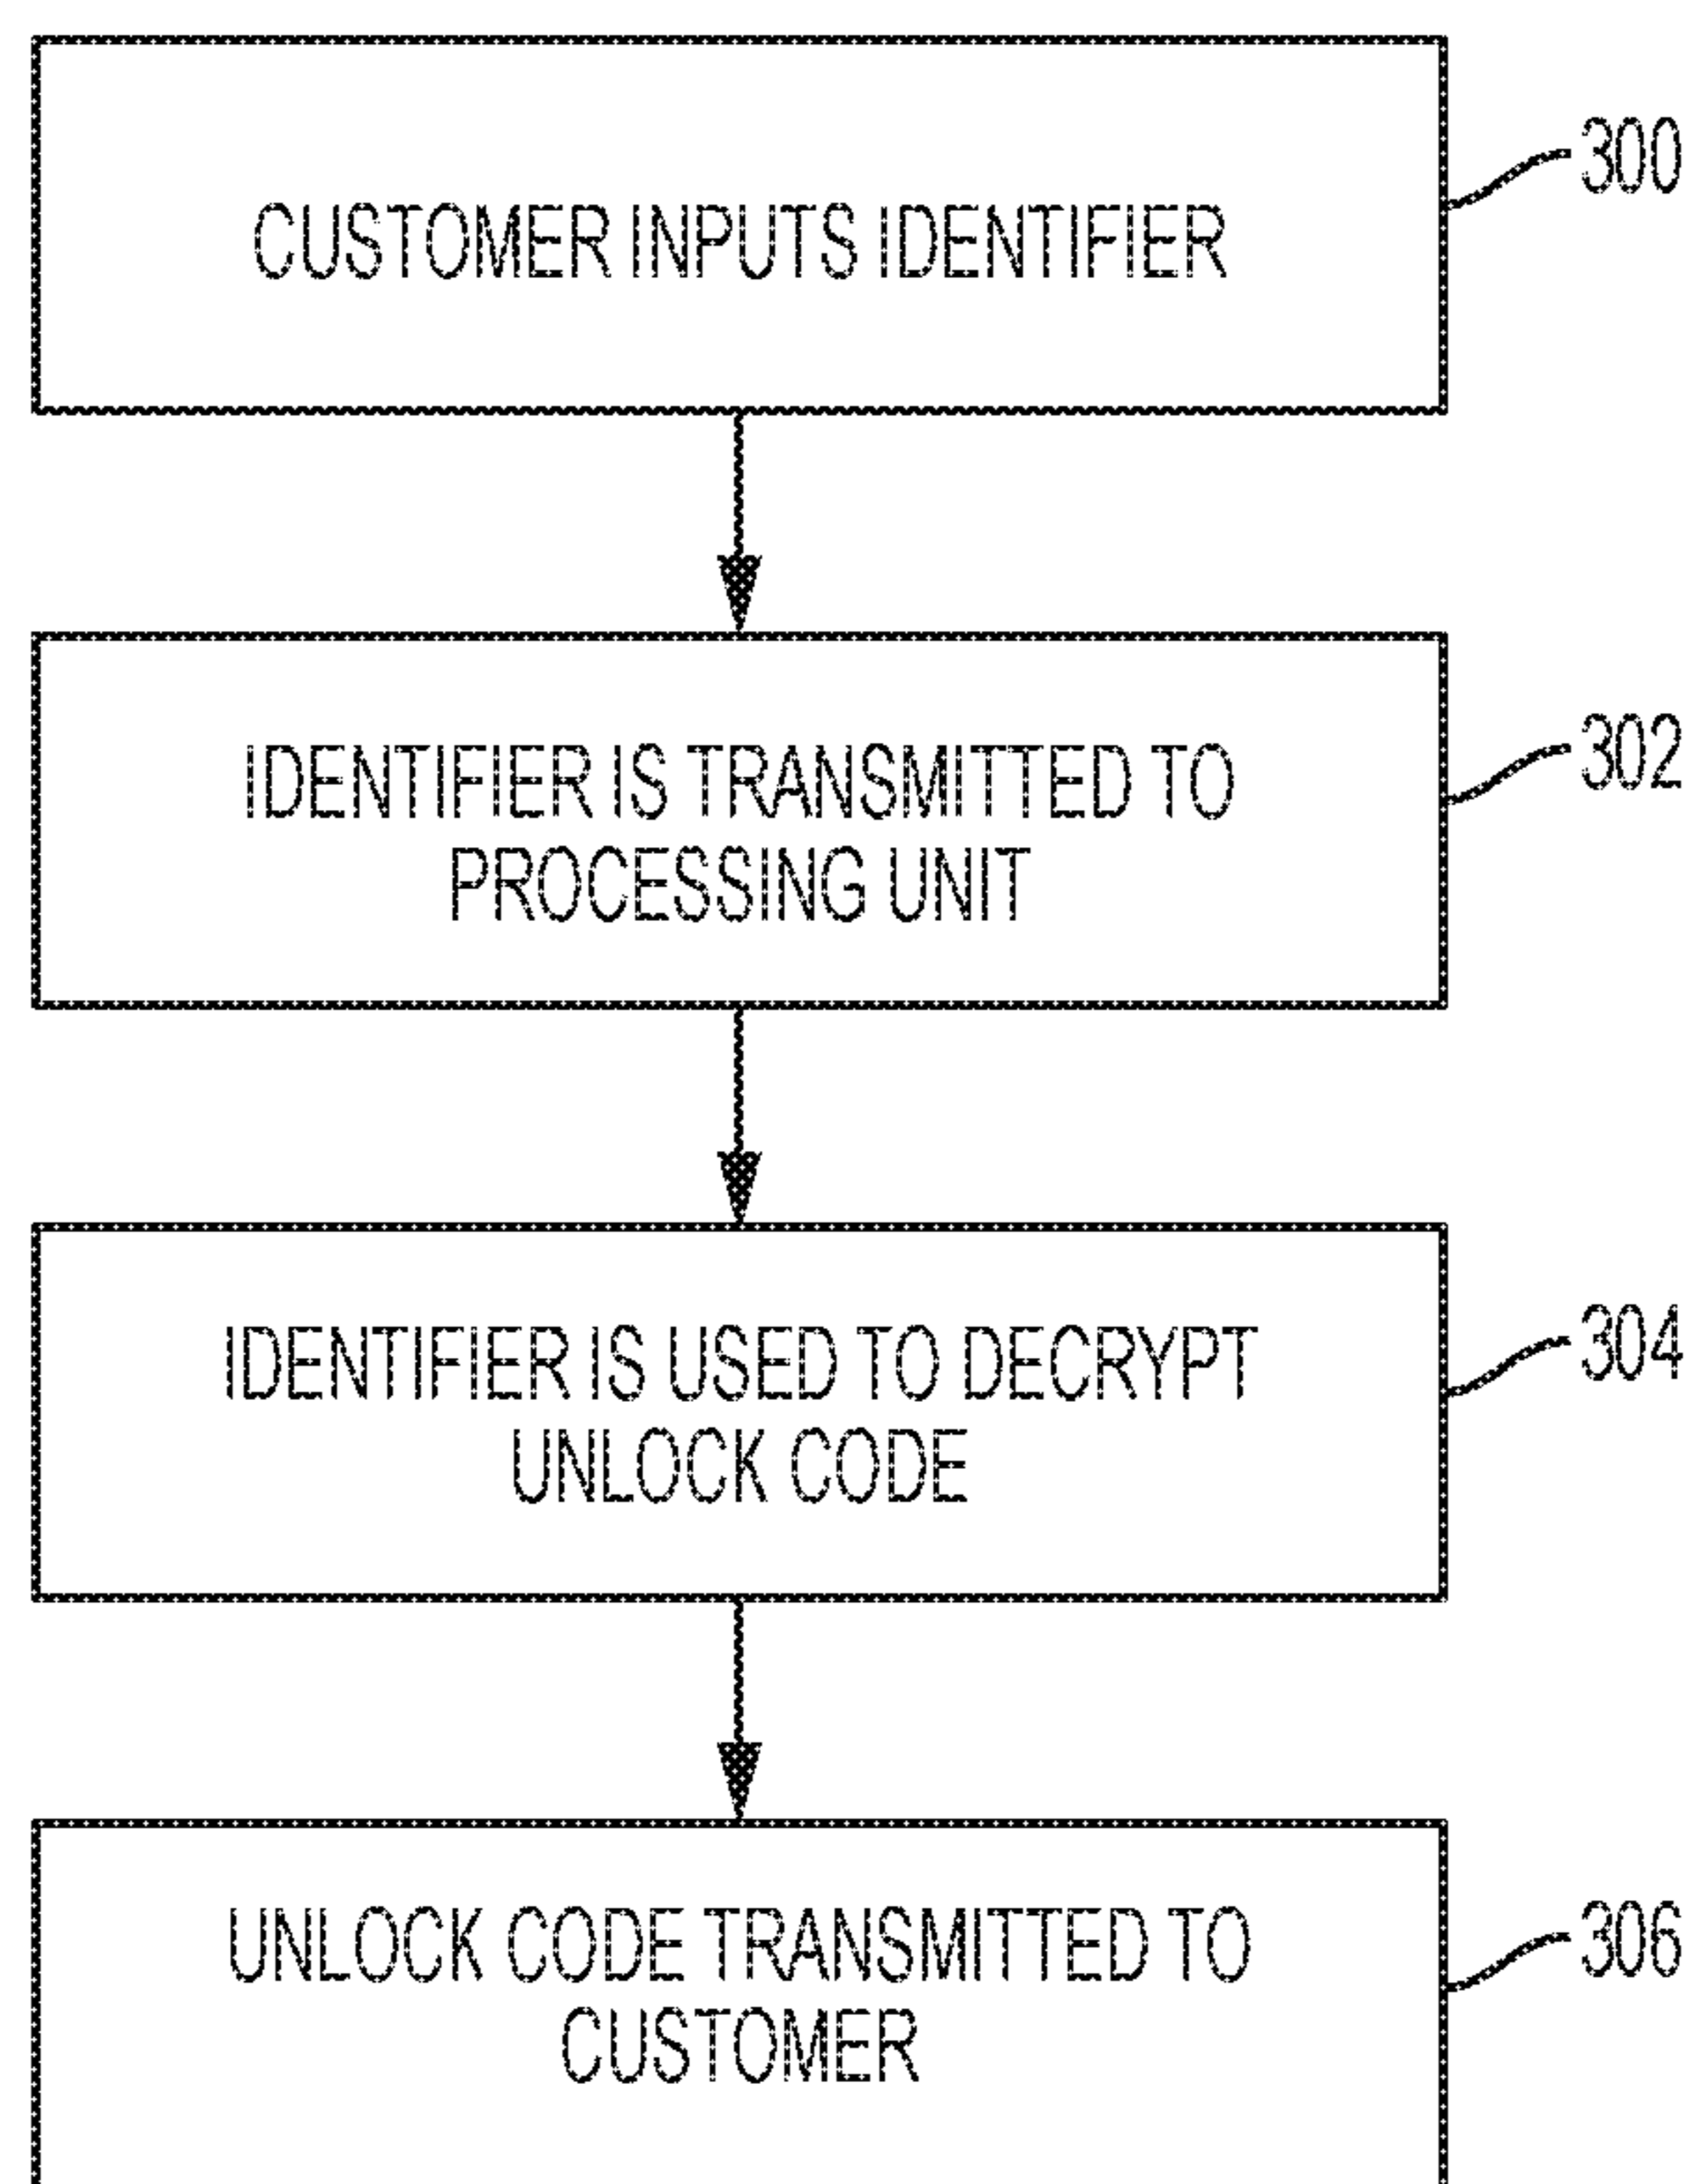 CUSTOMER INPUTS IDENTIFIER
300
IDENTIFIER IS TRANSMITTED TO
PROCESSING UNIT
302
IDENTIFIER IS USED TO DECRYPT
UNLOCK CODE
304
UNLOCK CODE TRANSMITTED TO
CUSTOMER
306